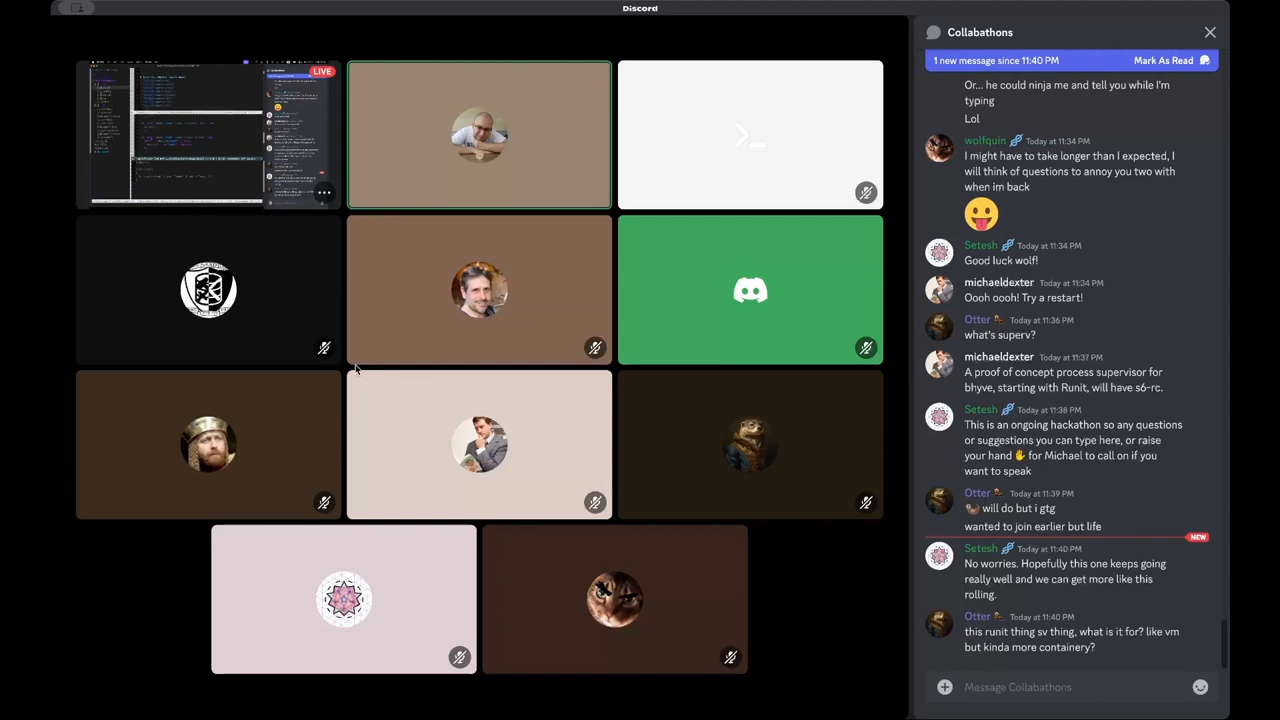 Discord
Collabathons
1 new message since 11:40 PM
Mark As Read
LIVE
Or... he could ninja me and tell you while I'm
typing
Lol
wolfquin Today at 11:34 PM
I might have to take longer than I expected, I
will think of questions to annoy you two with
when im back
Setesh Today at 11:34 PM
Good luck wolf!
michaeldexter Today at 11:34 PM
Oooh oooh! Try a restart!
Otter Today at 11:36 PM
what's superv?
michaeldexter Today at 11:37 PM
A proof of concept process supervisor for
bhyve, starting with Runit, will have s6-rc.
Setesh Today at 11:38 PM
This is an ongoing hackathon so any questions
or suggestions you can type here, or raise
your hand ✋ for Michael to call on if you
want to speak
Otter Today at 11:39 PM
🦦 will do but i gtg
wanted to join earlier but life
NEW
Setesh Today at 11:40 PM
No worries. Hopefully this one keeps going
really well and we can get more like this
rolling.
Otter Today at 11:40 PM
this runit thing sv thing, what is it for? like vm
but kinda more containery?
Message Collabathons